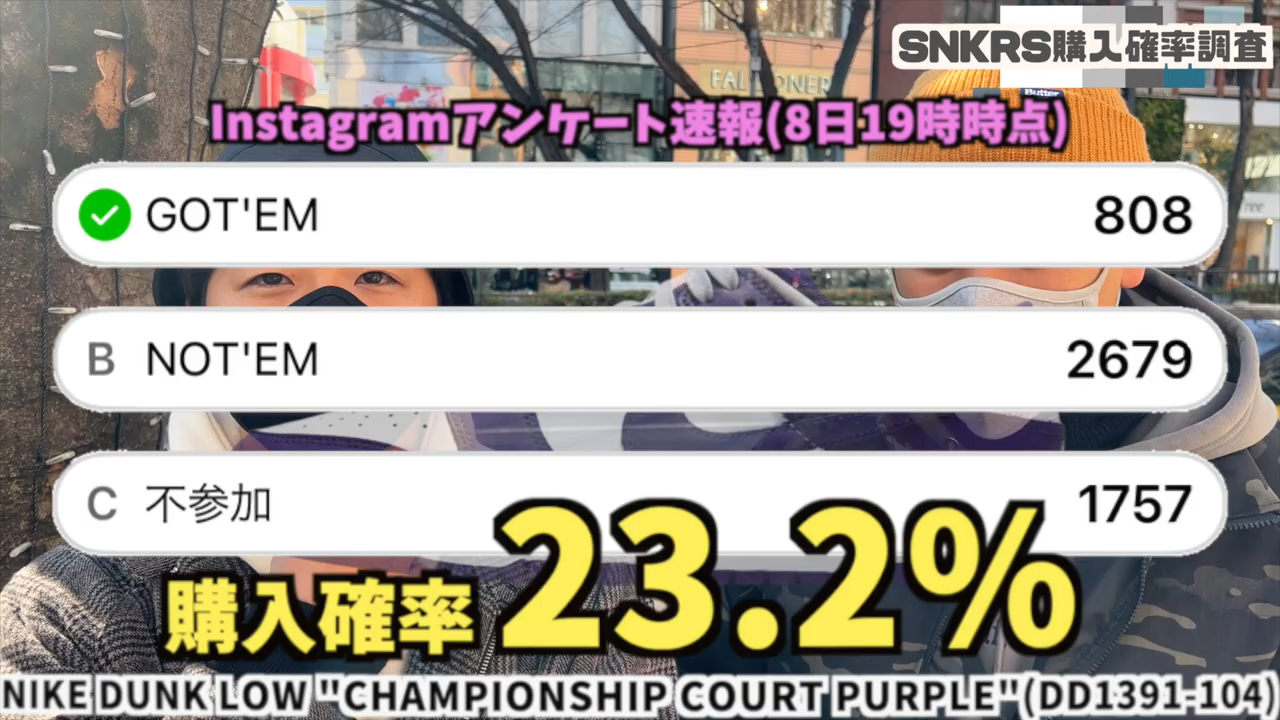 SNKRS購入確率調査
FALCONER
Butter
Instagramアンケート速報(8日19時時点)
GOT'EM 808
B NOT'EM 2679
C 不参加 1757
購入確率 23.2%
NIKE DUNK LOW "CHAMPIONSHIP COURT PURPLE"(DD1391-104)